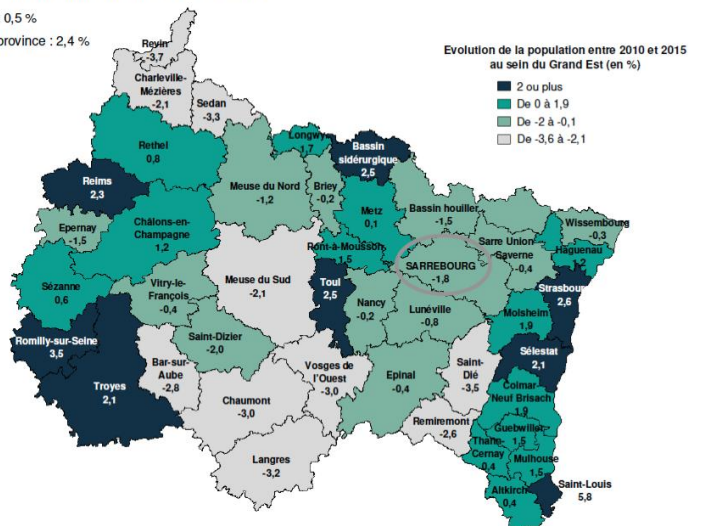 0,5 %
province : 2,4 %
Evolution de la population entre 2010 et 2015
au sein du Grand Est (en %)
2 ou plus
De 0 à 1,9
De -2 à -0,1
De -3,6 à -2,1
Revin
-3,7
Charleville-
Mézières
-2,1
Sedan
-3,3
Rethel
0,8
Longwy
1,7
Bassin
sidérurgique
2,5
Reims
2,3
Meuse du Nord
-1,2
Briey
-0,2
Metz
0,1
Bassin houiller
-1,5
Wissembourg
-0,3
Epernay
-1,5
Châlons-en-
Champagne
1,2
Pont-à-Mousson
1,5
SARREBOURG
-1,8
Sarre Union
Saverne
-0,4
Haguenau
1,2
Strasbourg
2,6
Sézanne
0,6
Vitry-le-
François
-0,4
Meuse du Sud
-2,1
Toul
2,5
Nancy
-0,2
Lunéville
-0,8
Molsheim
1,9
Romilly-sur-Seine
3,5
Saint-Dizier
-2,0
Sélestat
2,1
Troyes
2,1
Bar-sur-
Aube
-2,8
Chaumont
-3,0
Vosges de
l'Ouest
-3,0
Epinal
-0,4
Saint-
Dié
-3,5
Colmar
Neuf Brisach
1,9
Remiremont
-2,6
Guebwiller
1,5
Thann-
Cernay
0,4
Mulhouse
1,5
Langres
-3,2
Altkirch
0,4
Saint-Louis
5,8